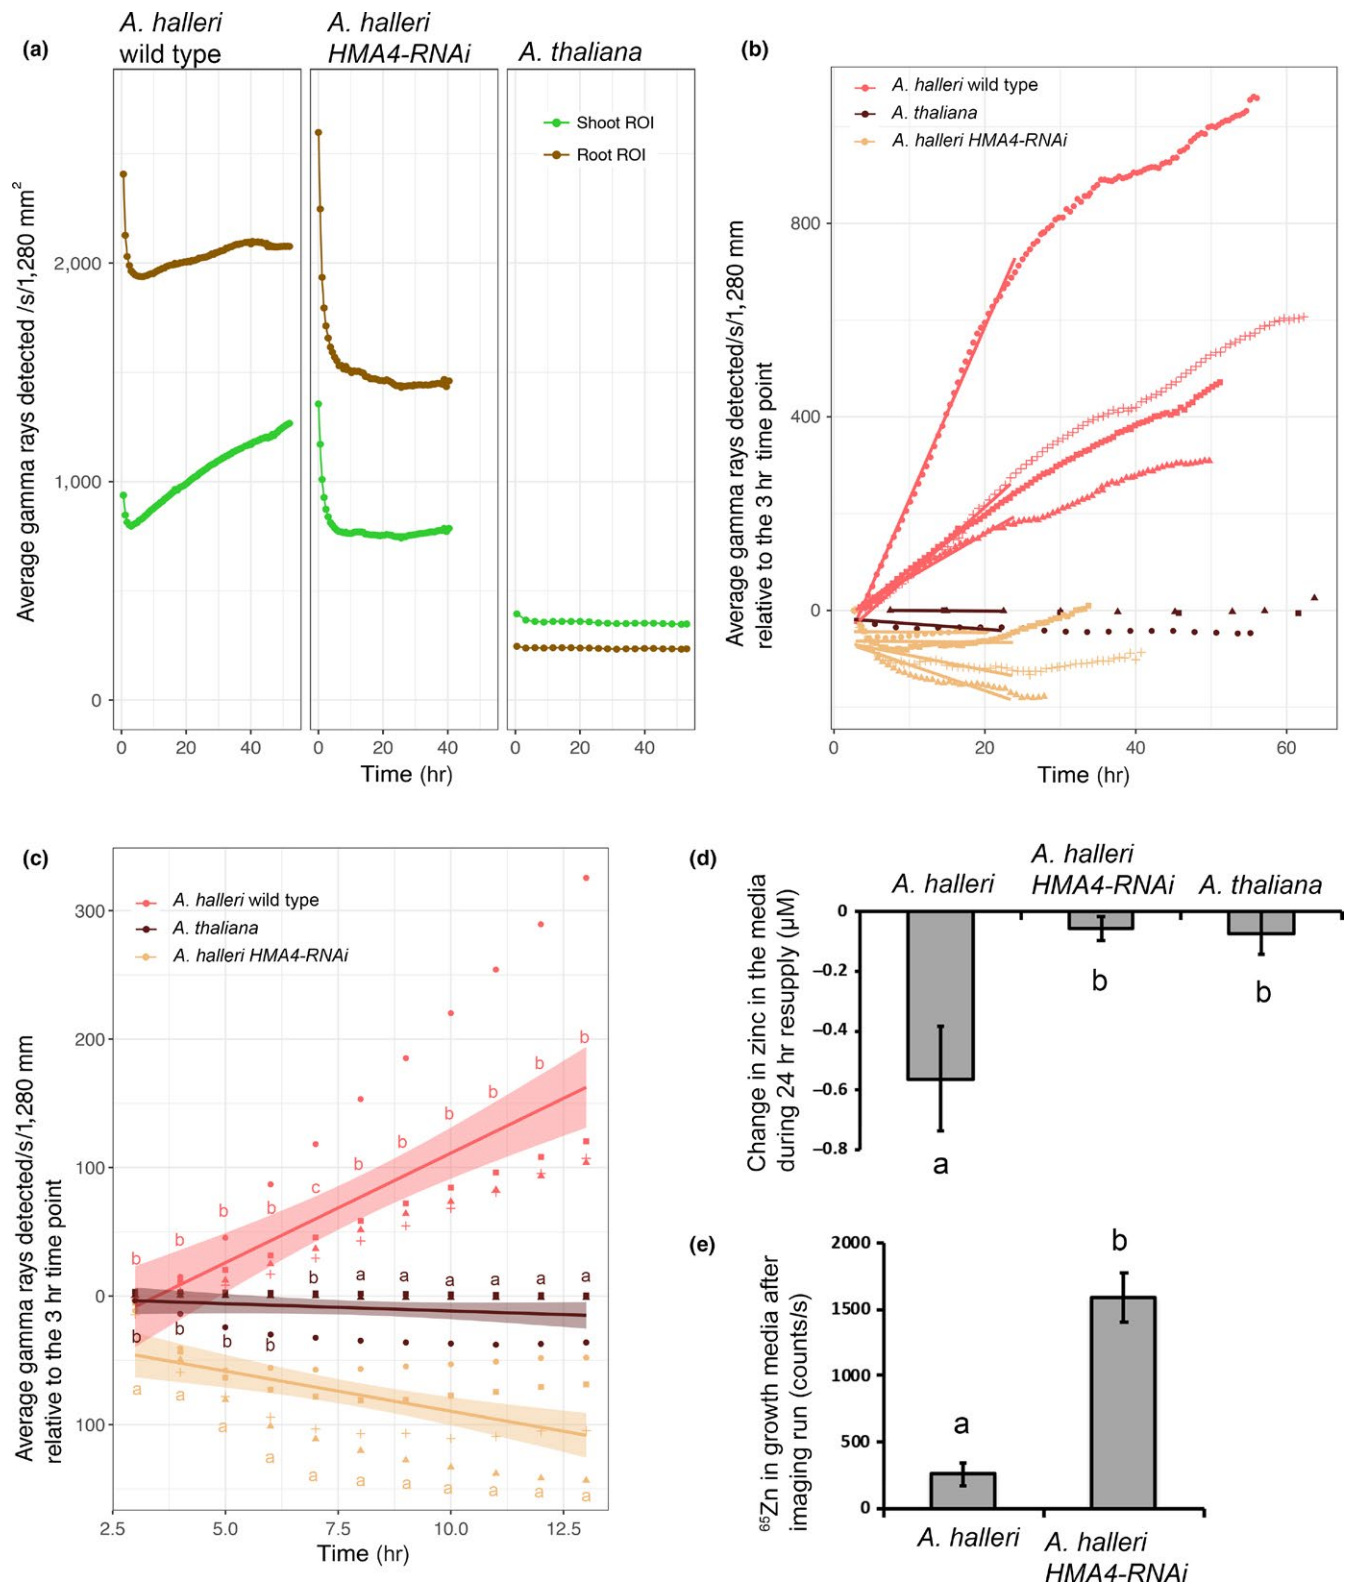 (a)
A. halleri
wild type
A. halleri
HMA4-RNAi
A. thaliana
Shoot ROI
Root ROI
Average gamma rays detected /s/1,280 mm²
2,000
1,000
0
0 20 40
0 20 40
0 20 40
Time (hr)
(b)
A. halleri wild type
A. thaliana
A. halleri HMA4-RNAi
Average gamma rays detected/s/1,280 mm
relative to the 3 hr time point
800
400
0
0 20 40 60
Time (hr)
(c)
A. halleri wild type
A. thaliana
A. halleri HMA4-RNAi
Average gamma rays detected/s/1,280 mm
relative to the 3 hr time point
300
200
100
0
100
b b b b c b b b b b b
b b b b b a a a a a a
a a a a a a a a a a a
2.5 5.0 7.5 10.0 12.5
Time (hr)
(d)
A. halleri
A. halleri
HMA4-RNAi
A. thaliana
Change in zinc in the media
during 24 hr resupply (µM)
0
–0.2
–0.4
–0.6
–0.8
a
b
b
(e)
⁶⁵Zn in growth media after
imaging run (counts/s)
2000
1500
1000
500
0
a
b
A. halleri
A. halleri
HMA4-RNAi